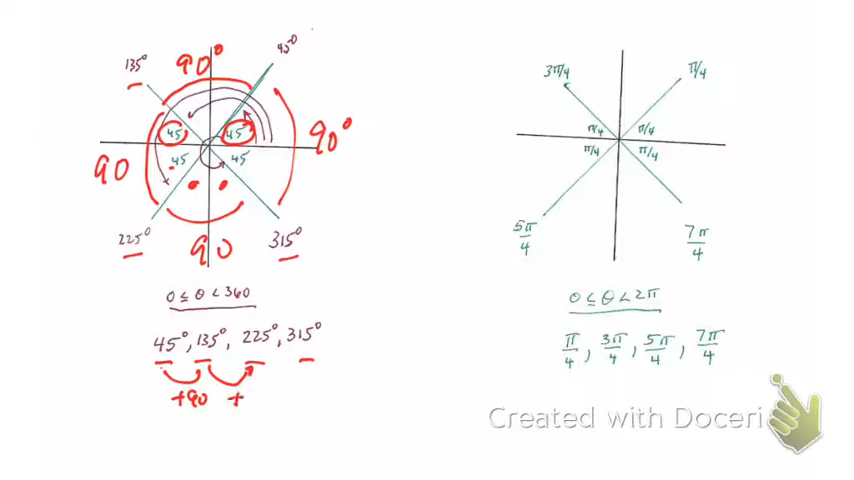 45°
135°
90°
45
45
90°
90
45
45
225°
90
315°
0 ≤ θ < 360
45°, 135°, 225°, 315°
+90 +
3π/4
π/4
π/4
π/4
π/4
π/4
5π/4
7π/4
0 ≤ θ < 2π
π/4, 3π/4, 5π/4, 7π/4
Created with Doceri